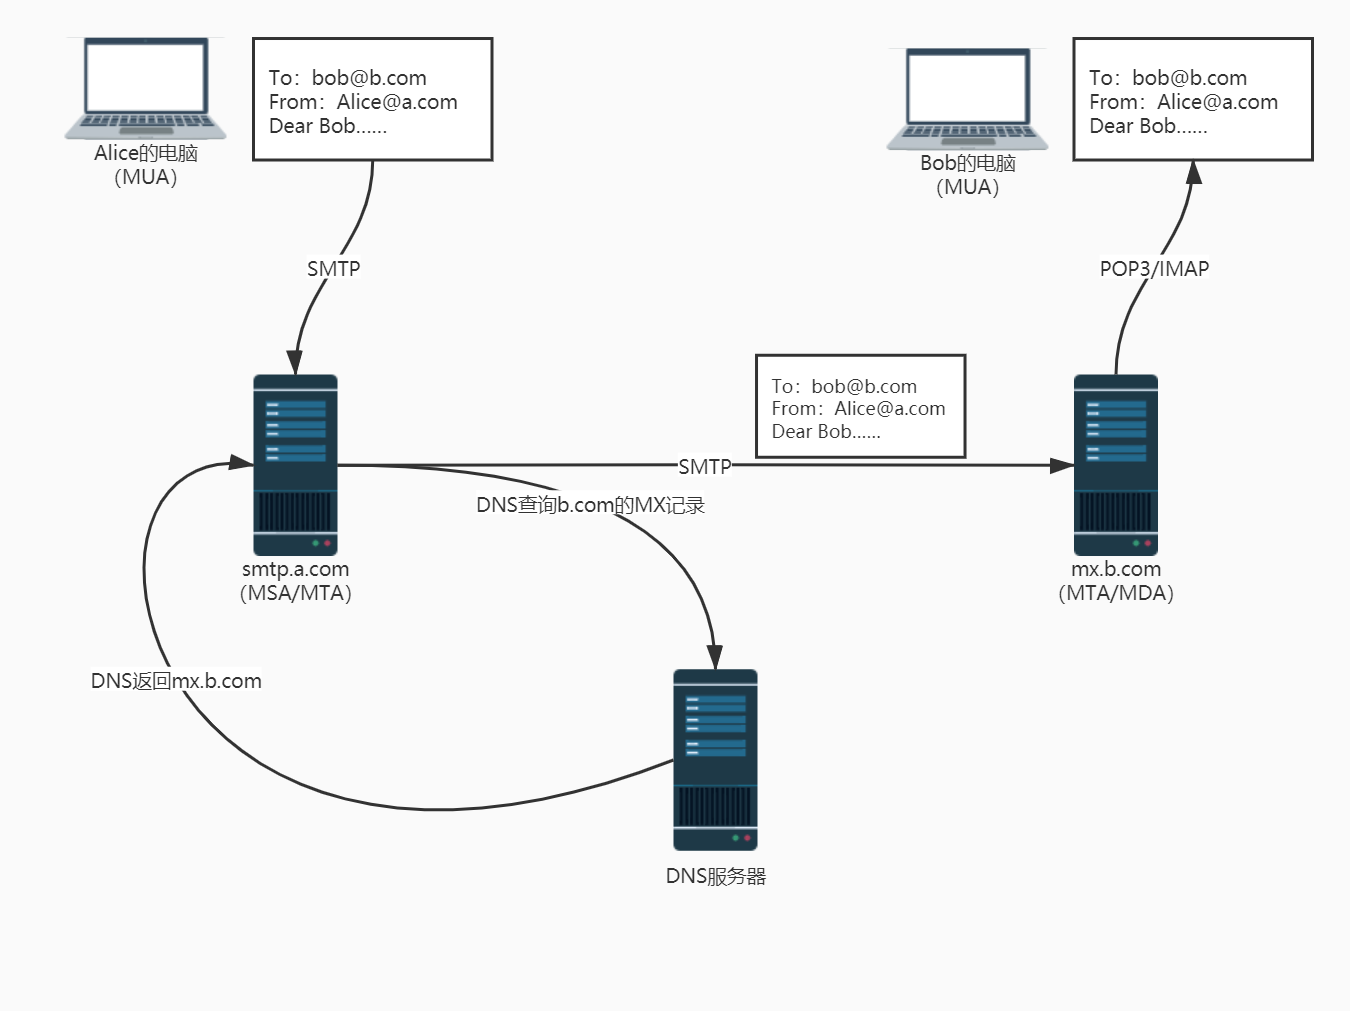 To：bob@b.com
From：Alice@a.com
Dear Bob......
Alice的电脑
（MUA）
To：bob@b.com
From：Alice@a.com
Dear Bob......
Bob的电脑
（MUA）
SMTP
POP3/IMAP
To：bob@b.com
From：Alice@a.com
Dear Bob......
SMTP
DNS查询b.com的MX记录
smtp.a.com
（MSA/MTA）
mx.b.com
（MTA/MDA）
DNS返回mx.b.com
DNS服务器